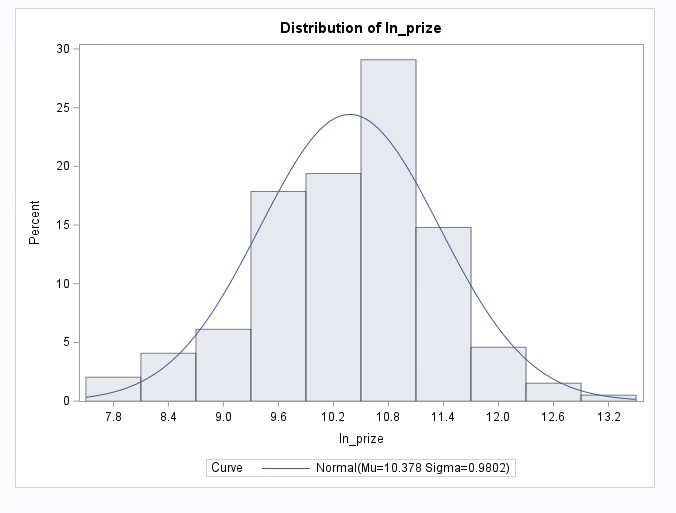 Distribution of ln_prize
30
25
20
15
10
5
0
Percent
7.8 8.4 9.0 9.6 10.2 10.8 11.4 12.0 12.6 13.2
ln_prize
Curve Normal(Mu=10.378 Sigma=0.9802)